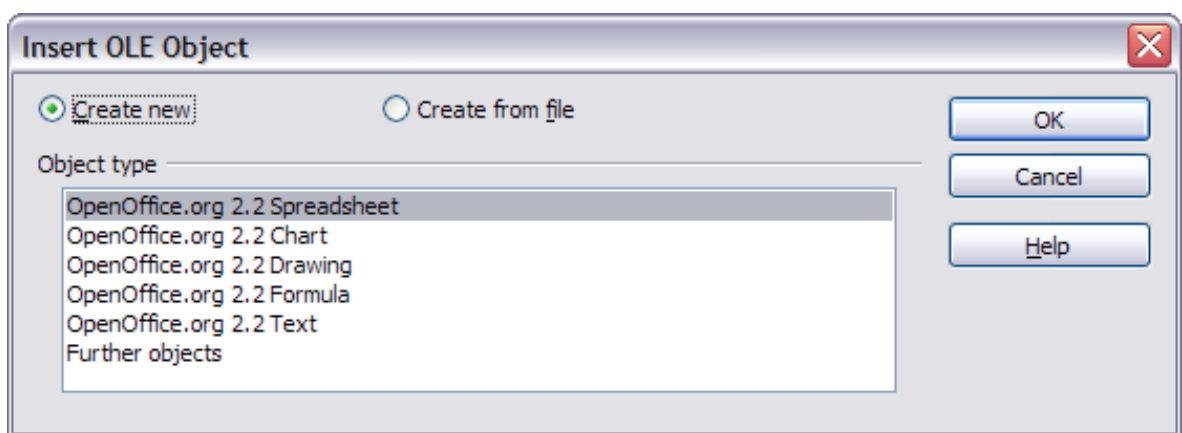 Insert OLE Object
Create new
Create from file
OK
Object type
Cancel
OpenOffice.org 2.2 Spreadsheet
OpenOffice.org 2.2 Chart
OpenOffice.org 2.2 Drawing
OpenOffice.org 2.2 Formula
OpenOffice.org 2.2 Text
Further objects
Help